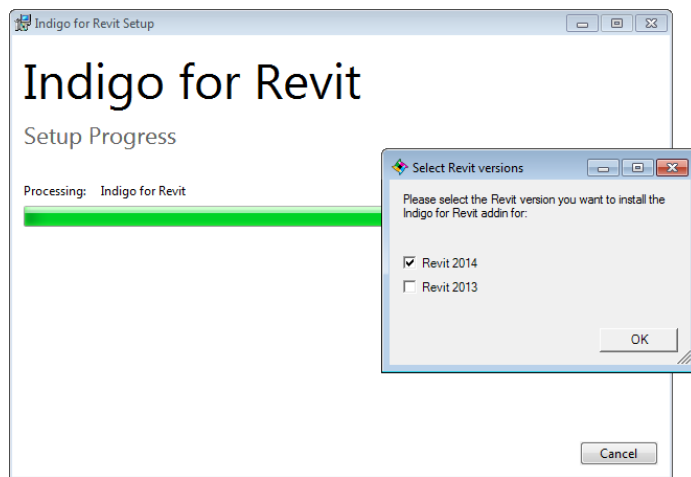 Indigo for Revit Setup
Indigo for Revit
Setup Progress
Processing: Indigo for Revit
Select Revit versions
Please select the Revit version you want to install the
Indigo for Revit addin for:
Revit 2014
Revit 2013
OK
Cancel